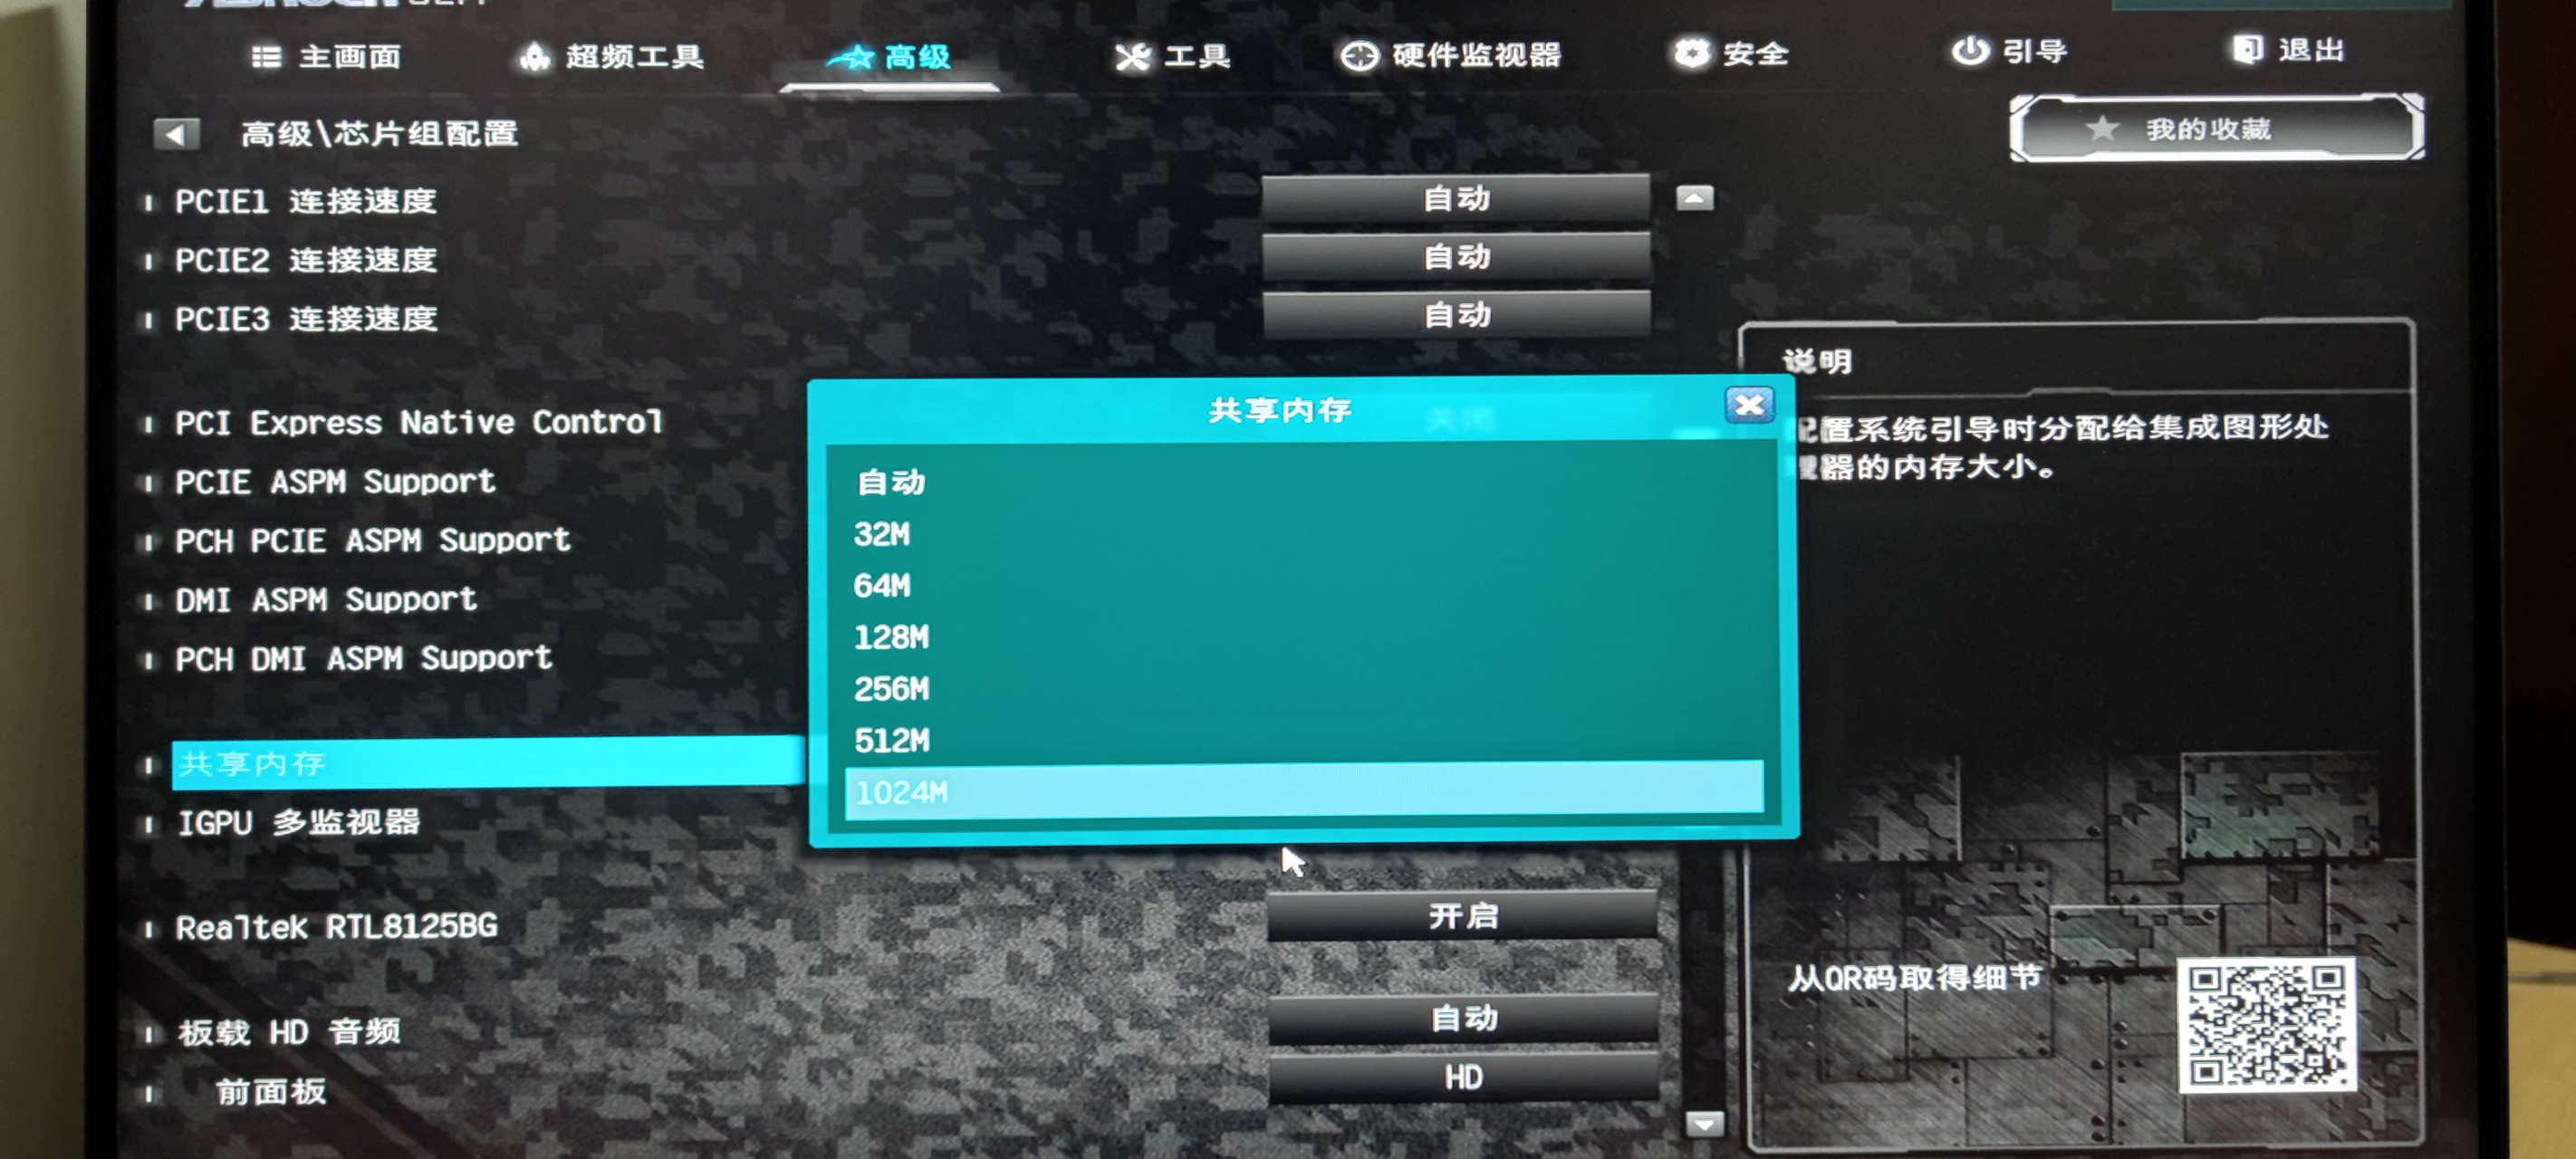 主画面
超频工具
高级
工具
硬件监视器
安全
引导
退出
高级\芯片组配置
我的收藏
PCIE1 连接速度 自动
PCIE2 连接速度 自动
PCIE3 连接速度 自动
PCI Express Native Control 关闭
PCIE ASPM Support
PCH PCIE ASPM Support
DMI ASPM Support
PCH DMI ASPM Support
共享内存
IGPU 多监视器
Realtek RTL8125BG 开启
板载 HD 音频 自动
前面板 HD
共享内存
自动
32M
64M
128M
256M
512M
1024M
说明
配置系统引导时分配给集成图形处
理器的内存大小。
从QR码取得细节